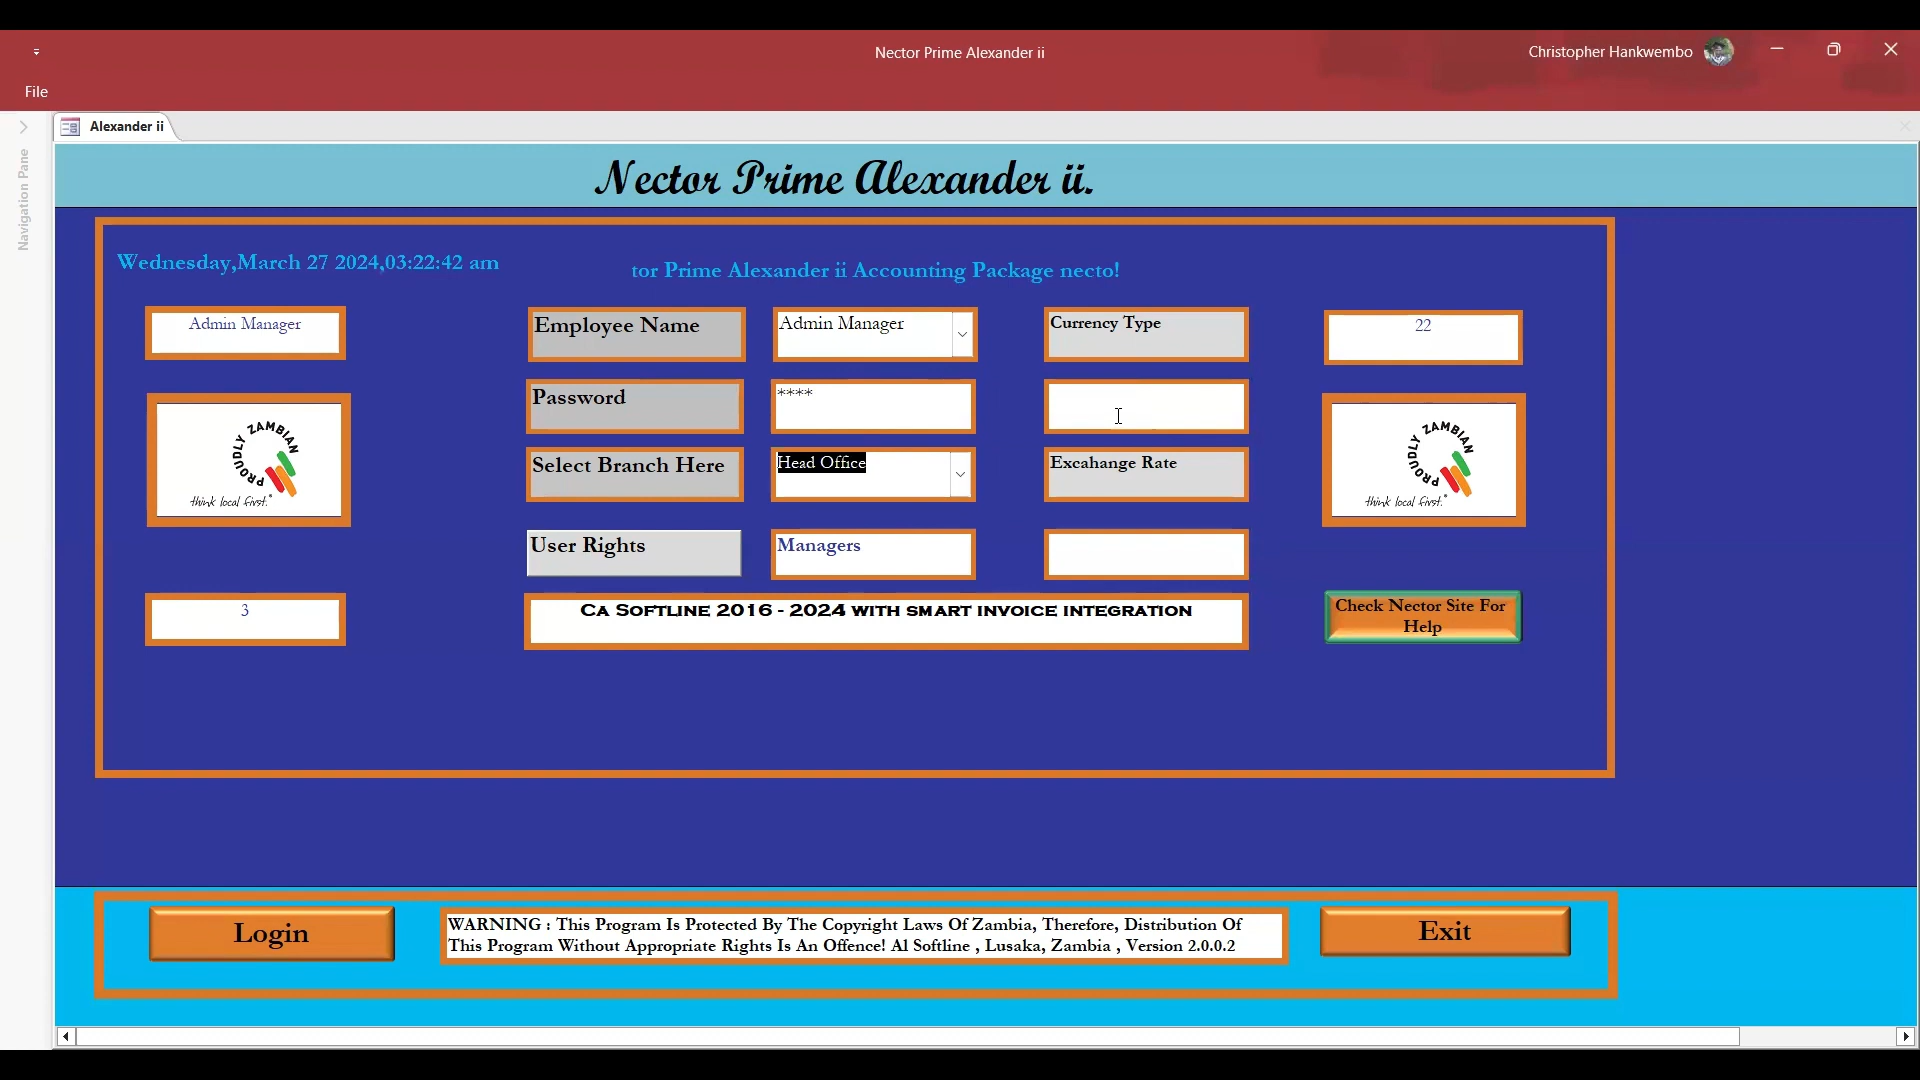 Nector Prime Alexander ii
Christopher Hankwembo
File
Navigation Pane
Alexander ii
Nector Prime Alexander ii.
Wednesday,March 27 2024,03:22:42 am
tor Prime Alexander ii Accounting Package necto!
Admin Manager
Employee Name
Admin Manager
Currency Type
22
Password
****
PROUDLY ZAMBIAN
think local first.®
Select Branch Here
Head Office
Excahange Rate
PROUDLY ZAMBIAN
think local first.®
User Rights
Managers
3
Ca Softline 2016 - 2024 with smart invoice integration
Check Nector Site For
Help
Login
WARNING : This Program Is Protected By The Copyright Laws Of Zambia, Therefore, Distribution Of
This Program Without Appropriate Rights Is An Offence! Al Softline , Lusaka, Zambia , Version 2.0.0.2
Exit